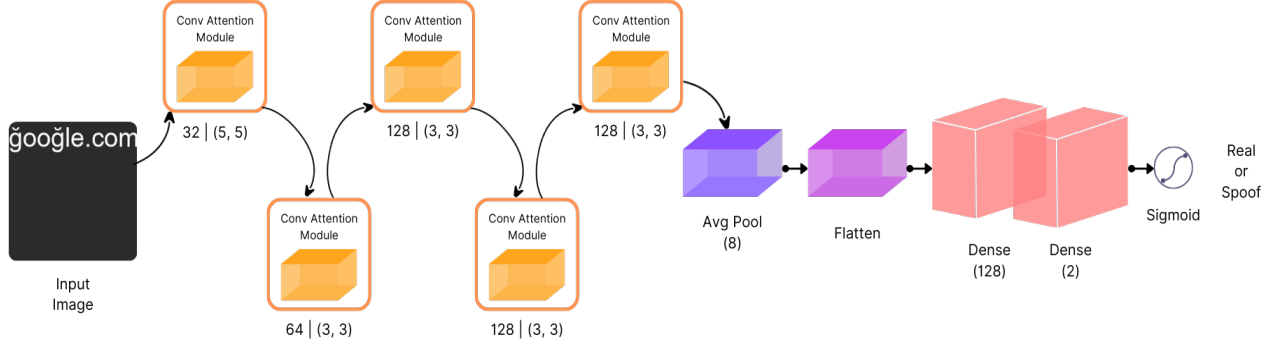 ğooğle.com
Input
Image
Conv Attention
Module
32 | (5, 5)
Conv Attention
Module
64 | (3, 3)
Conv Attention
Module
128 | (3, 3)
Conv Attention
Module
128 | (3, 3)
Conv Attention
Module
128 | (3, 3)
Avg Pool
(8)
Flatten
Dense
(128)
Dense
(2)
Sigmoid
Real
or
Spoof